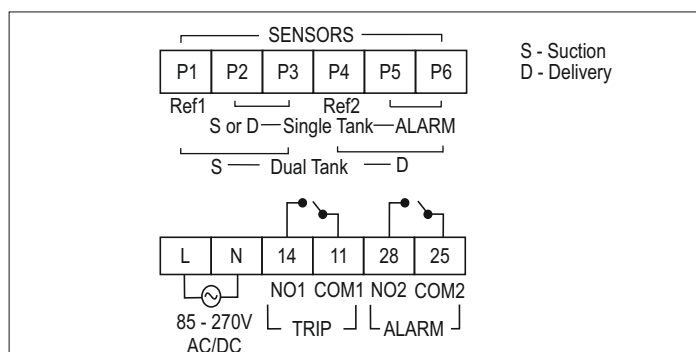 SENSORS
P1 P2 P3 P4 P5 P6
Ref1 Ref2
S or D Single Tank ALARM
S Dual Tank D
S - Suction
D - Delivery
L N 14 11 28 25
NO1 COM1 NO2 COM2
85 - 270V
AC/DC
TRIP ALARM